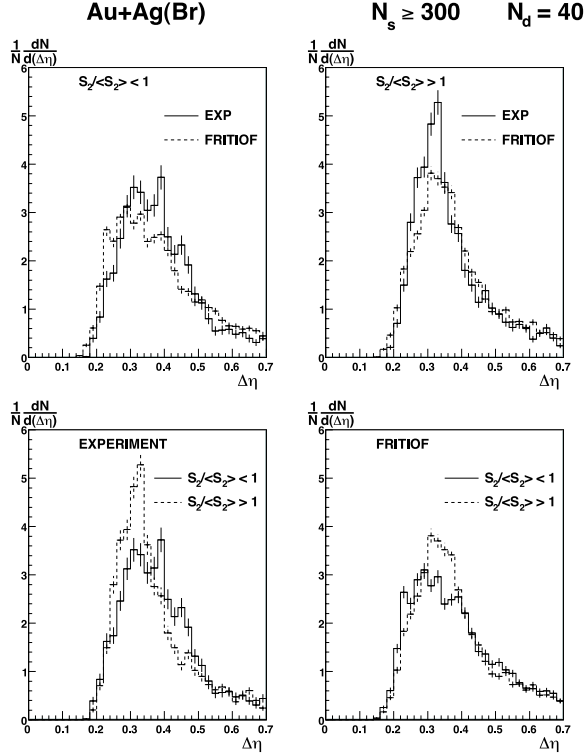 Au+Ag(Br) N_s ≥ 300 N_d = 40
1/N dN/d(Δη)
S_2/<S_2> < 1
EXP
FRITIOF
6
5
4
3
2
1
0
0 0.1 0.2 0.3 0.4 0.5 0.6 0.7
Δη
1/N dN/d(Δη)
S_2/<S_2> > 1
EXP
FRITIOF
6
5
4
3
2
1
0
0 0.1 0.2 0.3 0.4 0.5 0.6 0.7
Δη
1/N dN/d(Δη)
EXPERIMENT
S_2/<S_2> < 1
S_2/<S_2> > 1
6
5
4
3
2
1
0
0 0.1 0.2 0.3 0.4 0.5 0.6 0.7
Δη
1/N dN/d(Δη)
FRITIOF
S_2/<S_2> < 1
S_2/<S_2> > 1
6
5
4
3
2
1
0
0 0.1 0.2 0.3 0.4 0.5 0.6 0.7
Δη